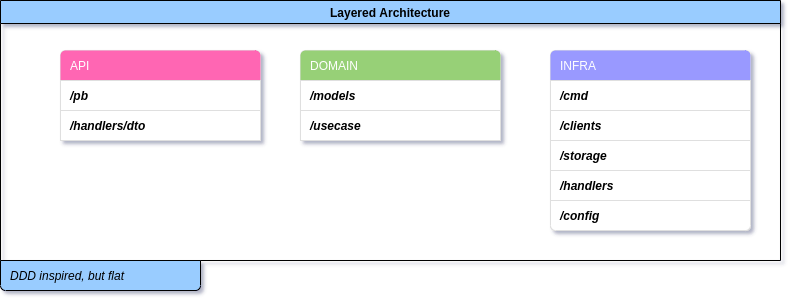 Layered Architecture
API
/pb
/handlers/dto
DOMAIN
/models
/usecase
INFRA
/cmd
/clients
/storage
/handlers
/config
DDD inspired, but flat